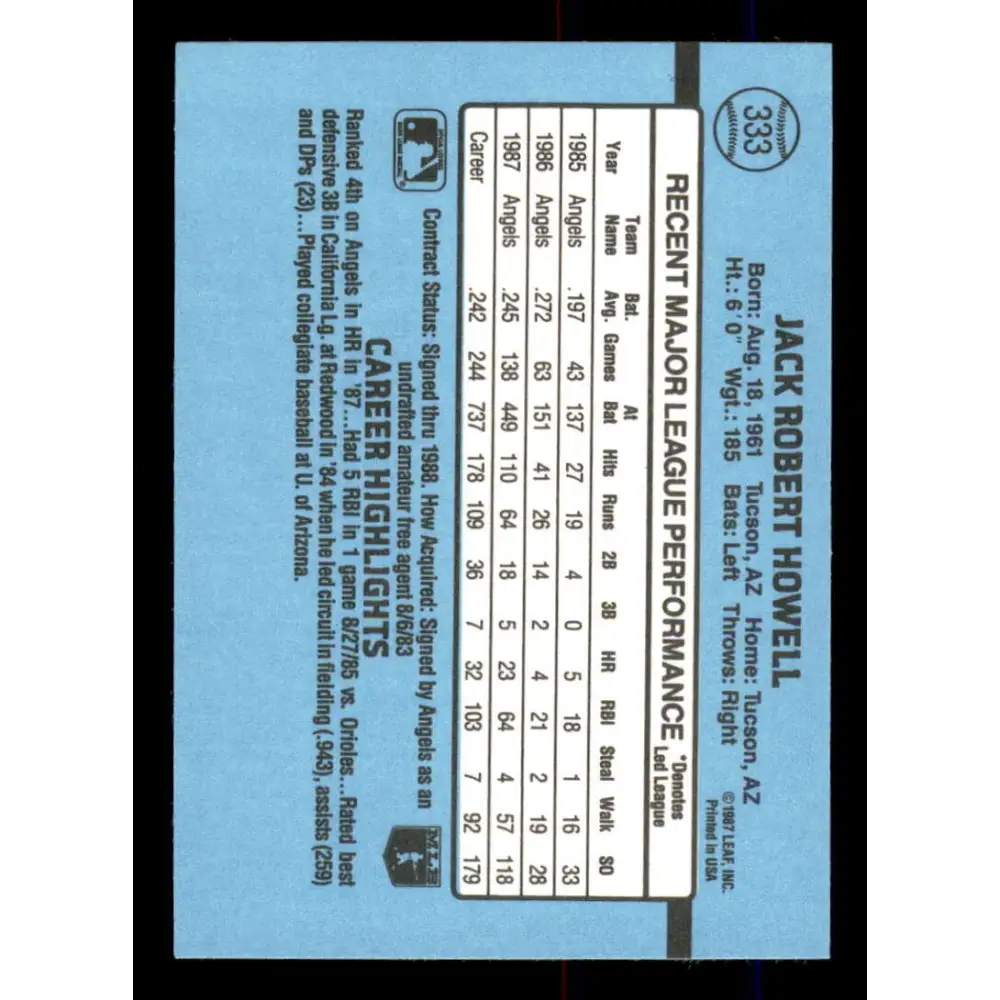 333
JACK ROBERT HOWELL
Born: Aug. 18, 1961 Tucson, AZ Home: Tucson, AZ
Ht.: 6'0" Wgt.: 185 Bats: Left Throws: Right
©1987 LEAF, INC.
Printed in USA
RECENT MAJOR LEAGUE PERFORMANCE *Denotes
Led League
Year Team Name Bat. Avg. Games At Bat Hits Runs 2B 3B HR RBI Steal Walk SO
1985 Angels .197 43 137 27 19 4 0 5 18 1 16 33
1986 Angels .272 63 151 41 26 14 2 4 21 2 19 28
1987 Angels .245 138 449 110 64 18 5 23 64 4 57 118
Career .242 244 737 178 109 36 7 32 103 7 92 179
Contract Status: Signed thru 1988. How Acquired: Signed by Angels as an
undrafted amateur free agent 8/6/83
CAREER HIGHLIGHTS
Ranked 4th on Angels in HR in '87...Had 5 RBI in 1 game 8/27/85 vs. Orioles...Rated best
defensive 3B in California Lg. at Redwood in '84 when he led circuit in fielding (.943), assists (259)
and DPs (23)...Played collegiate baseball at U. of Arizona.